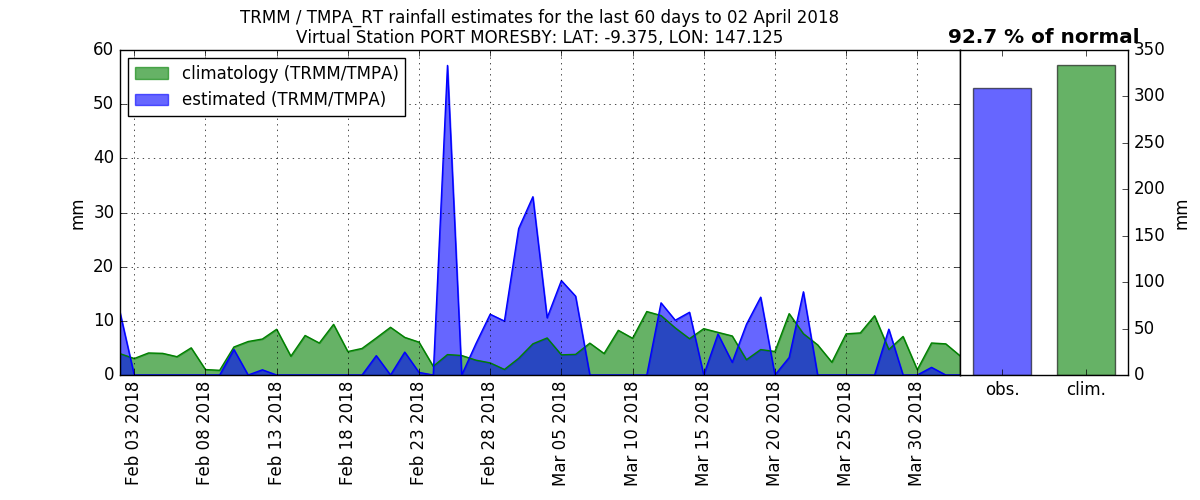 TRMM / TMPA_RT rainfall estimates for the last 60 days to 02 April 2018
Virtual Station PORT MORESBY: LAT: -9.375, LON: 147.125
92.7 % of normal
climatology (TRMM/TMPA)
estimated (TRMM/TMPA)
60
50
40
30
20
10
0
mm
Feb 03 2018
Feb 08 2018
Feb 13 2018
Feb 18 2018
Feb 23 2018
Feb 28 2018
Mar 05 2018
Mar 10 2018
Mar 15 2018
Mar 20 2018
Mar 25 2018
Mar 30 2018
obs.
clim.
350
300
250
200
150
100
50
0
mm